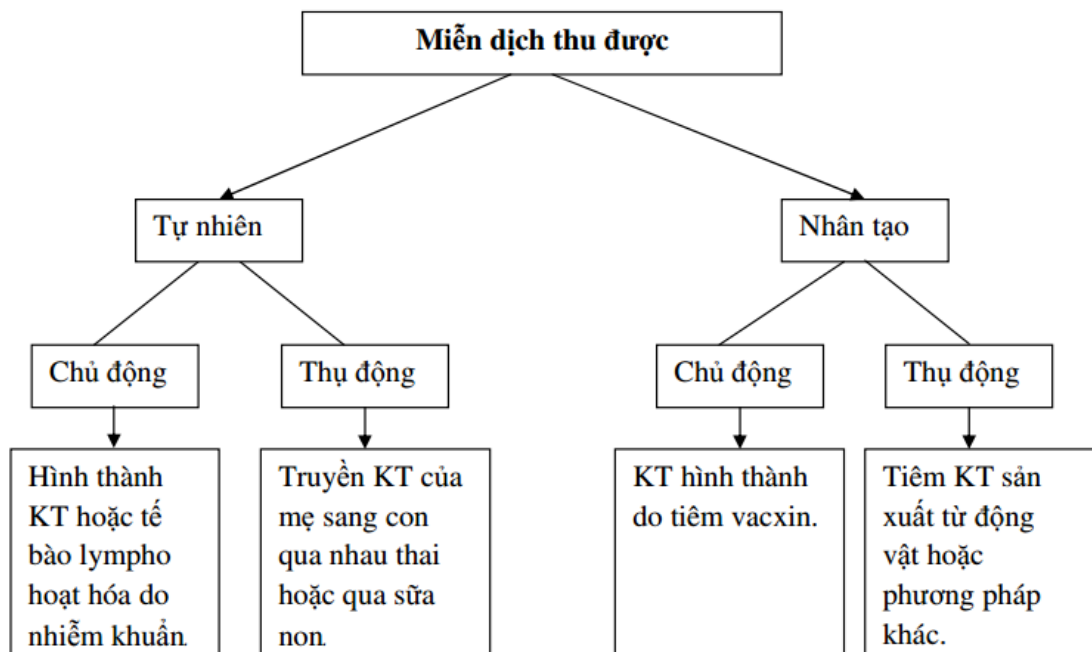 Miễn dịch thu được
Tự nhiên
Nhân tạo
Chủ động
Thụ động
Chủ động
Thụ động
Hình thành
KT hoặc tế
bào lympho
hoạt hóa do
nhiễm khuẩn.
Truyền KT của
mẹ sang con
qua nhau thai
hoặc qua sữa
non.
KT hình thành
do tiêm vacxin.
Tiêm KT sản
xuất từ động
vật hoặc
phương pháp
khác.